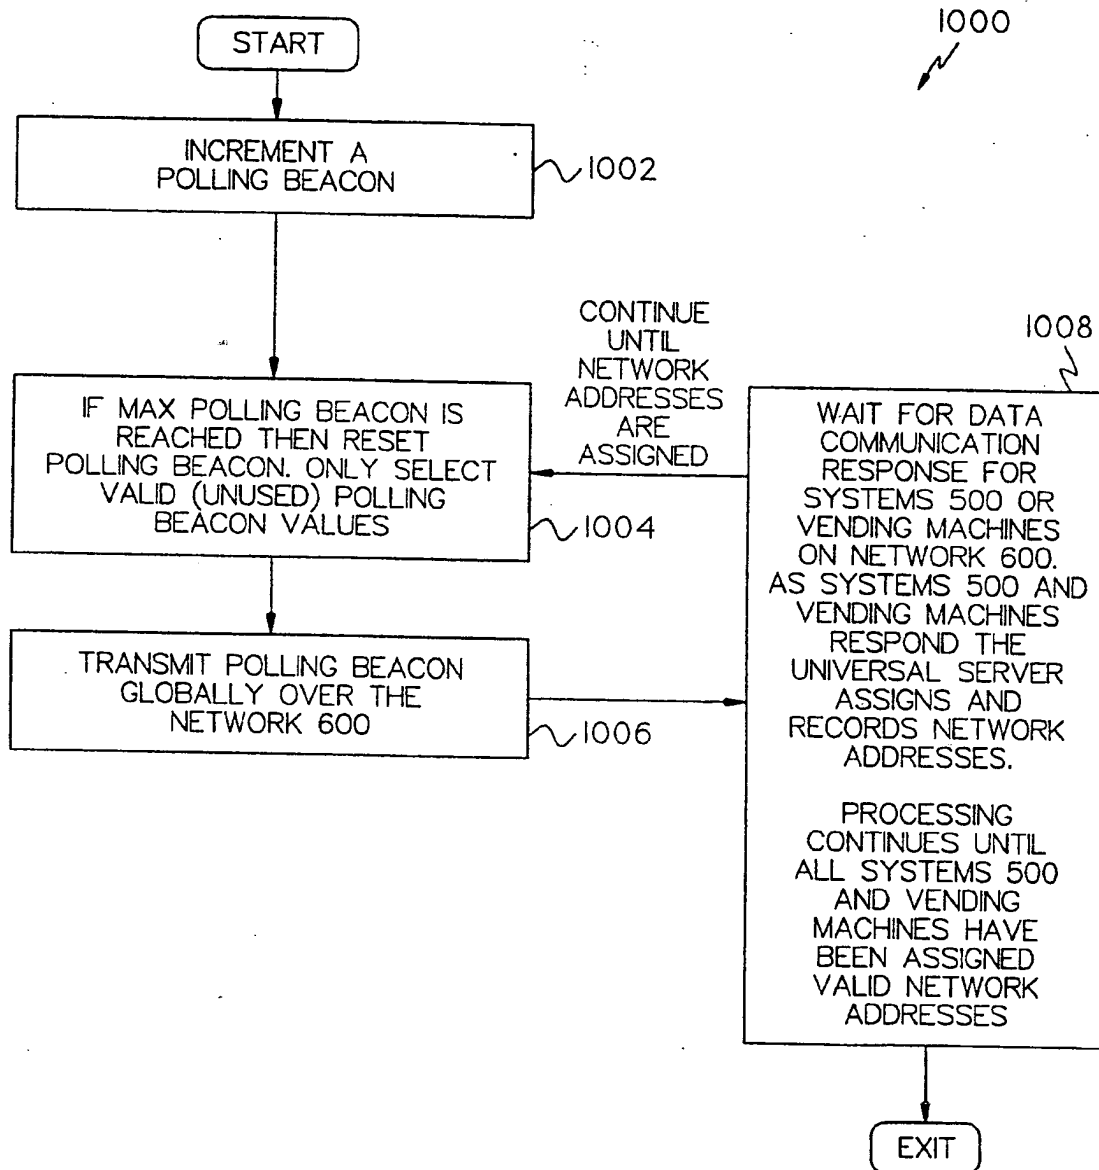 START
1000
INCREMENT A
POLLING BEACON
1002
CONTINUE
UNTIL
NETWORK
ADDRESSES
ARE
ASSIGNED
1008
IF MAX POLLING BEACON IS
REACHED THEN RESET
POLLING BEACON. ONLY SELECT
VALID (UNUSED) POLLING
BEACON VALUES
1004
TRANSMIT POLLING BEACON
GLOBALLY OVER THE
NETWORK 600
1006
WAIT FOR DATA
COMMUNICATION
RESPONSE FOR
SYSTEMS 500 OR
VENDING MACHINES
ON NETWORK 600.
AS SYSTEMS 500 AND
VENDING MACHINES
RESPOND THE
UNIVERSAL SERVER
ASSIGNS AND
RECORDS NETWORK
ADDRESSES.
PROCESSING
CONTINUES UNTIL
ALL SYSTEMS 500
AND VENDING
MACHINES HAVE
BEEN ASSIGNED
VALID NETWORK
ADDRESSES
EXIT